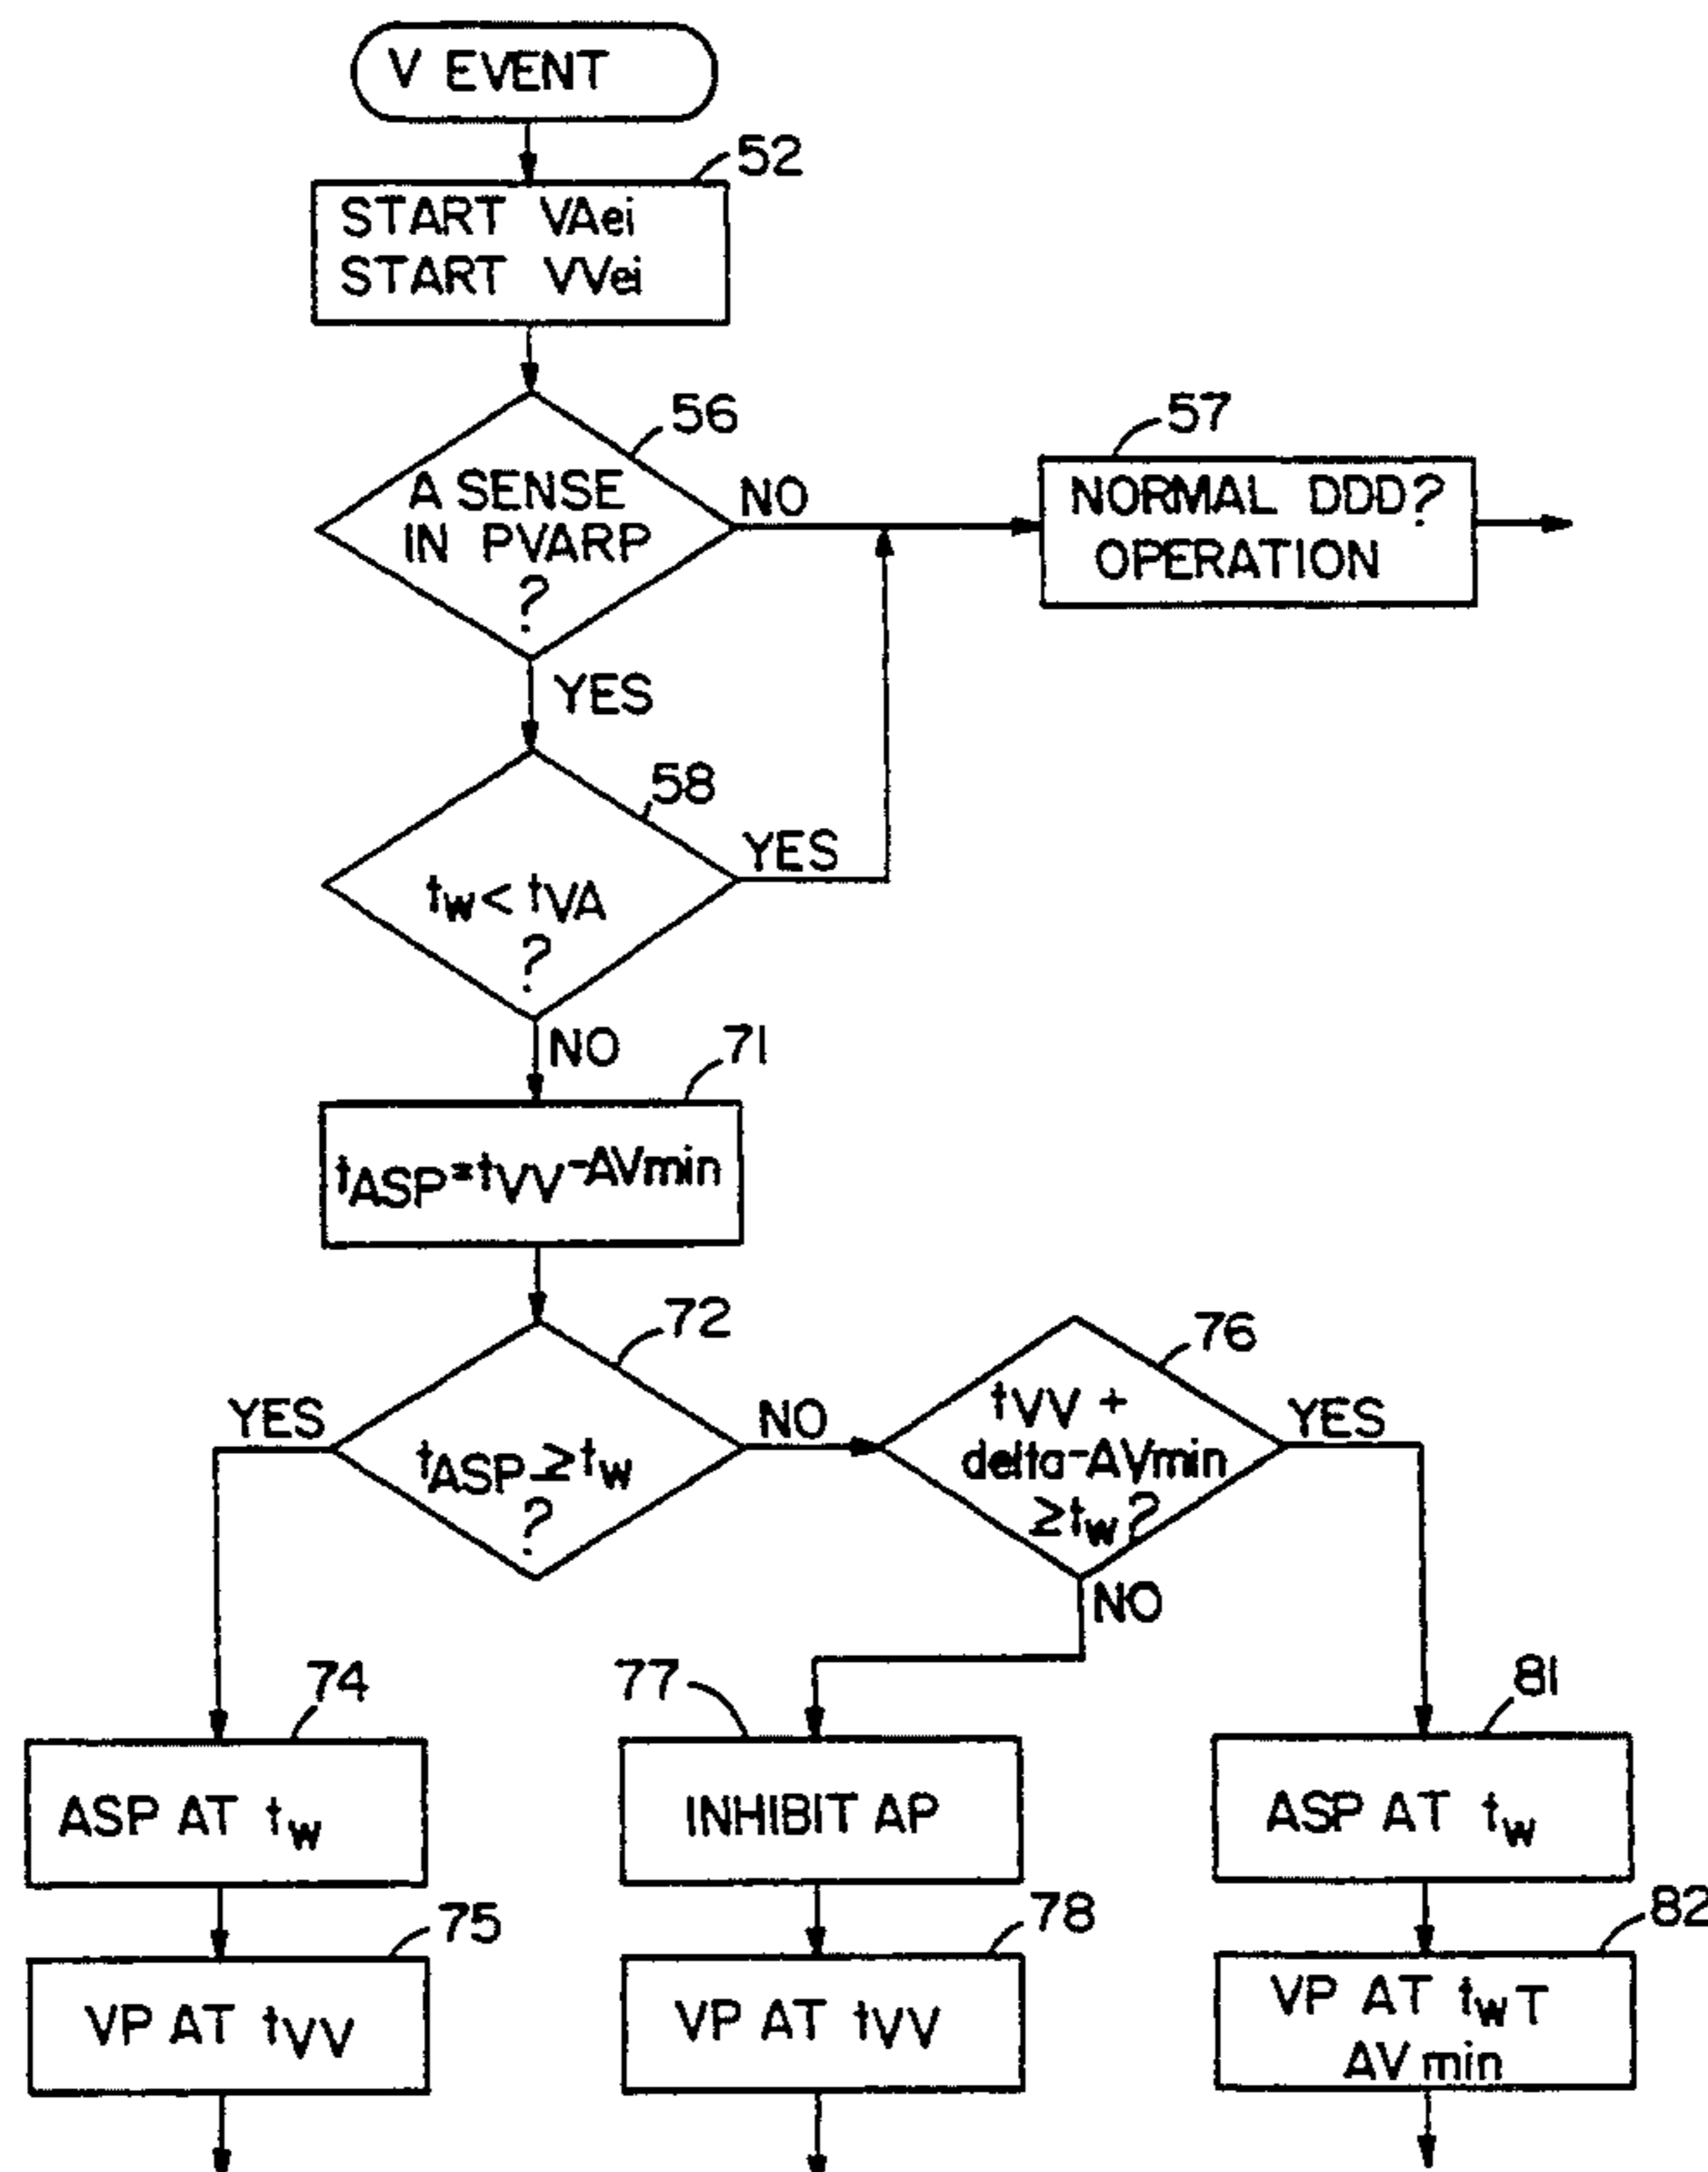 V EVENT
52
START VAei
START VVei
56
A SENSE
IN PVARP
?
NO
57
NORMAL DDD?
OPERATION
YES
58
tw < tVA
?
YES
NO
71
tASP=tVV-AVmin
72
tASP ≥ tw
?
YES
NO
76
tVV +
delta-AVmin
≥tw?
YES
NO
74
ASP AT tw
75
VP AT tVV
77
INHIBIT AP
78
VP AT tVV
81
ASP AT tw
82
VP AT twT
AVmin